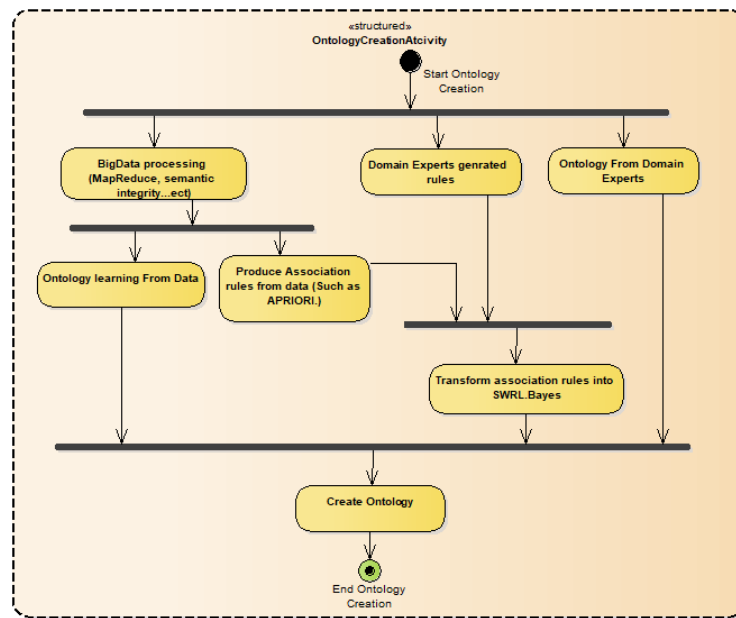 «structured»
OntologyCreationAtcivity
Start Ontology
Creation
BigData processing
(MapReduce, semantic
integrity...ect)
Domain Experts genrated
rules
Ontology From Domain
Experts
Ontology learning From Data
Produce Association
rules from data (Such as
APRIORI.)
Transform association rules into
SWRL.Bayes
Create Ontology
End Ontology
Creation